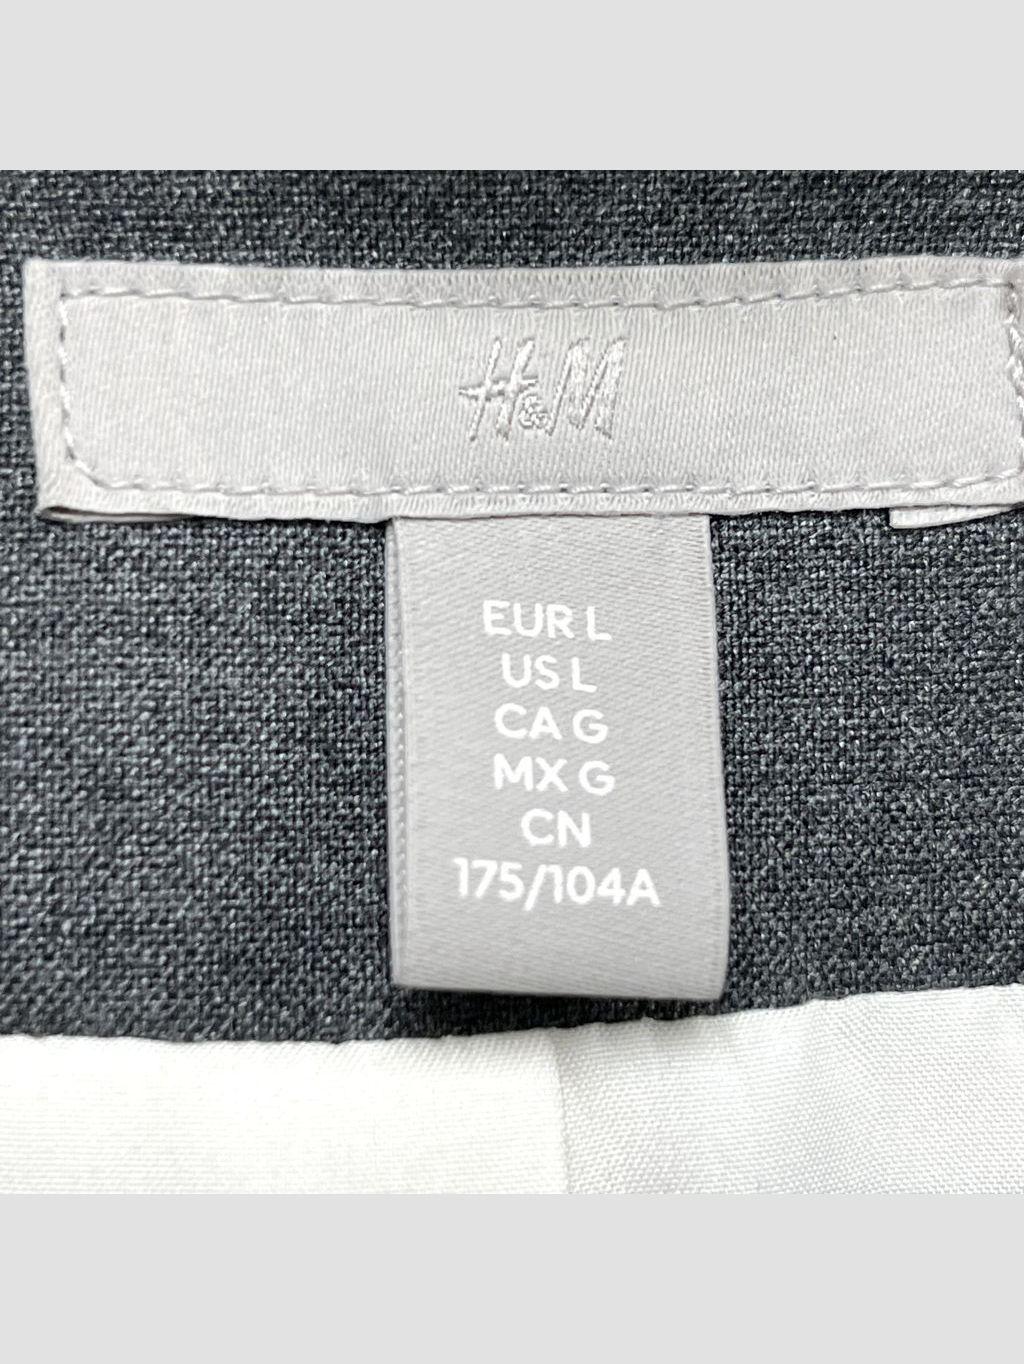 H&M
EUR L
US L
CA G
MX G
CN
175/104A